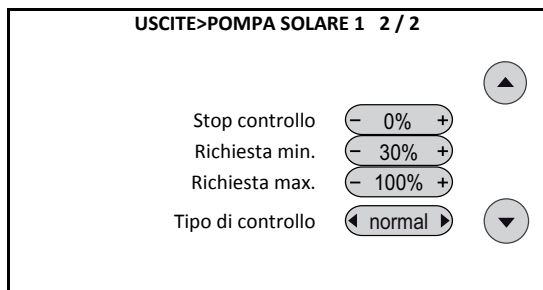 USCITE>POMPA SOLARE 1 2 / 2
Stop controllo - 0% +
Richiesta min. - 30% +
Richiesta max. - 100% +
Tipo di controllo normal